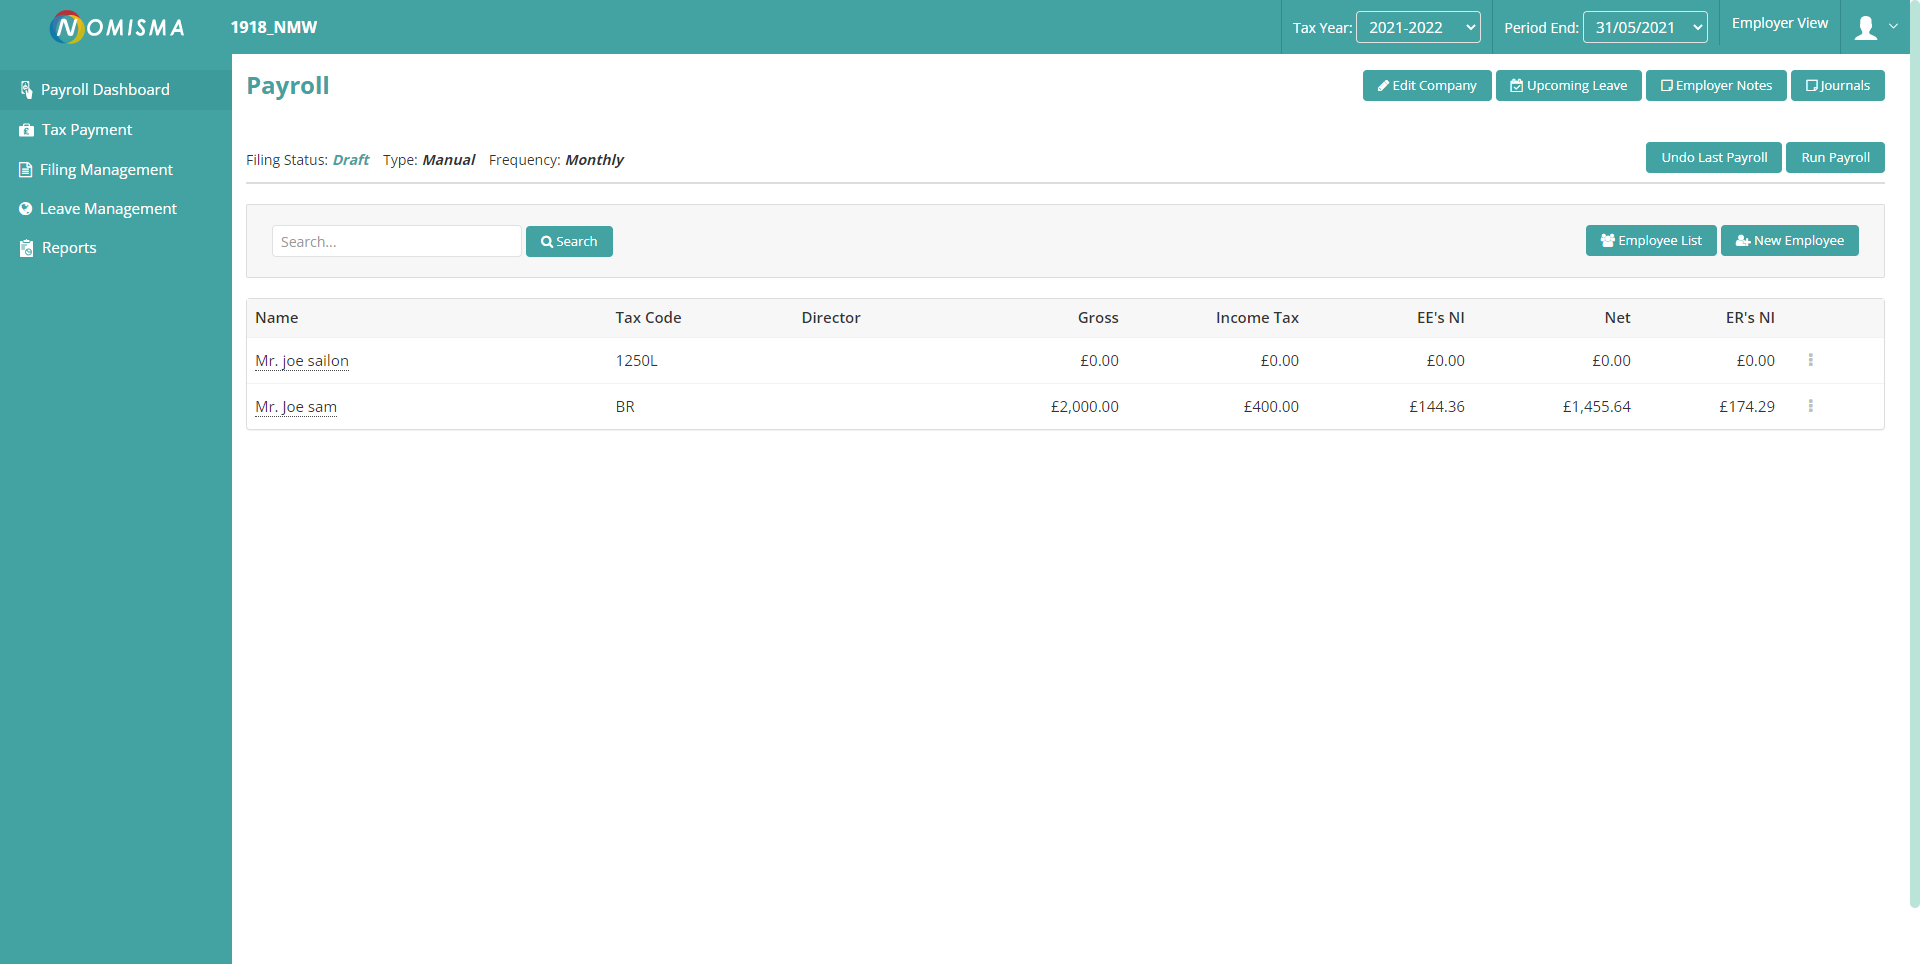 NOMISMA 1918_NMW Tax Year: 2021-2022 Period End: 31/05/2021 Employer View
Payroll Dashboard
Tax Payment
Filing Management
Leave Management
Reports
Payroll Edit Company Upcoming Leave Employer Notes Journals
Filing Status: Draft Type: Manual Frequency: Monthly Undo Last Payroll Run Payroll
Search... Search Employee List New Employee
Name Tax Code Director Gross Income Tax EE's NI Net ER's NI
Mr. joe sailon 1250L £0.00 £0.00 £0.00 £0.00 £0.00
Mr. Joe sam BR £2,000.00 £400.00 £144.36 £1,455.64 £174.29